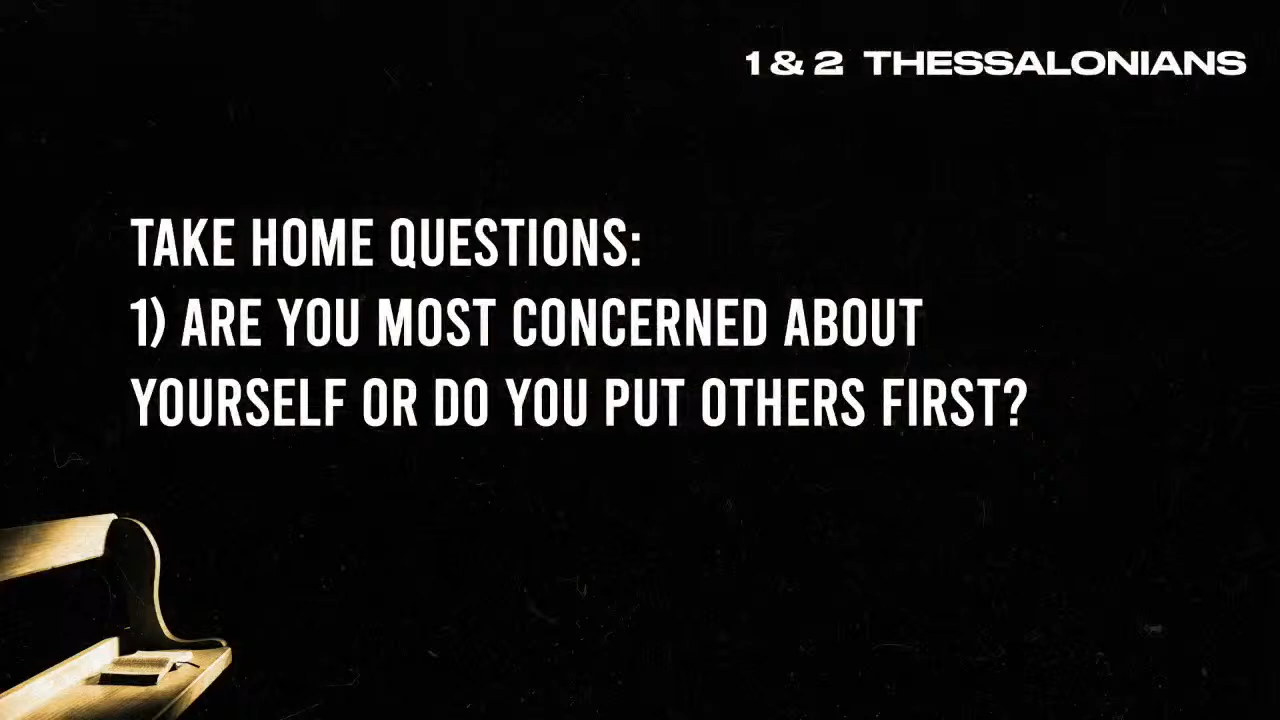 1 & 2 THESSALONIANS
TAKE HOME QUESTIONS:
1) ARE YOU MOST CONCERNED ABOUT
YOURSELF OR DO YOU PUT OTHERS FIRST?